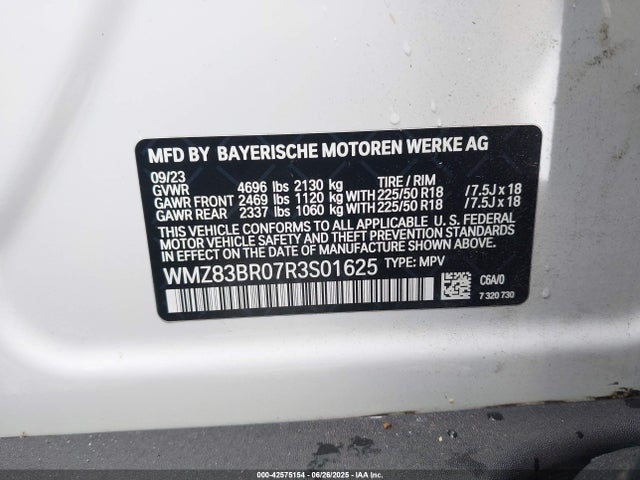 MFD BY BAYERISCHE MOTOREN WERKE AG
09/23
GVWR 4696 lbs 2130 kg TIRE / RIM
GAWR FRONT 2469 lbs 1120 kg WITH 225/50 R18 /7.5J x 18
GAWR REAR 2337 lbs 1060 kg WITH 225/50 R18 /7.5J x 18
THIS VEHICLE CONFORMS TO ALL APPLICABLE U. S. FEDERAL
MOTOR VEHICLE SAFETY AND THEFT PREVENTION STANDARDS IN
EFFECT ON THE DATE OF MANUFACTURE SHOWN ABOVE.
WMZ83BR07R3S01625 TYPE: MPV
C6A/0
7 320 730
000-42575154 06/26/2025 IAAI.COM